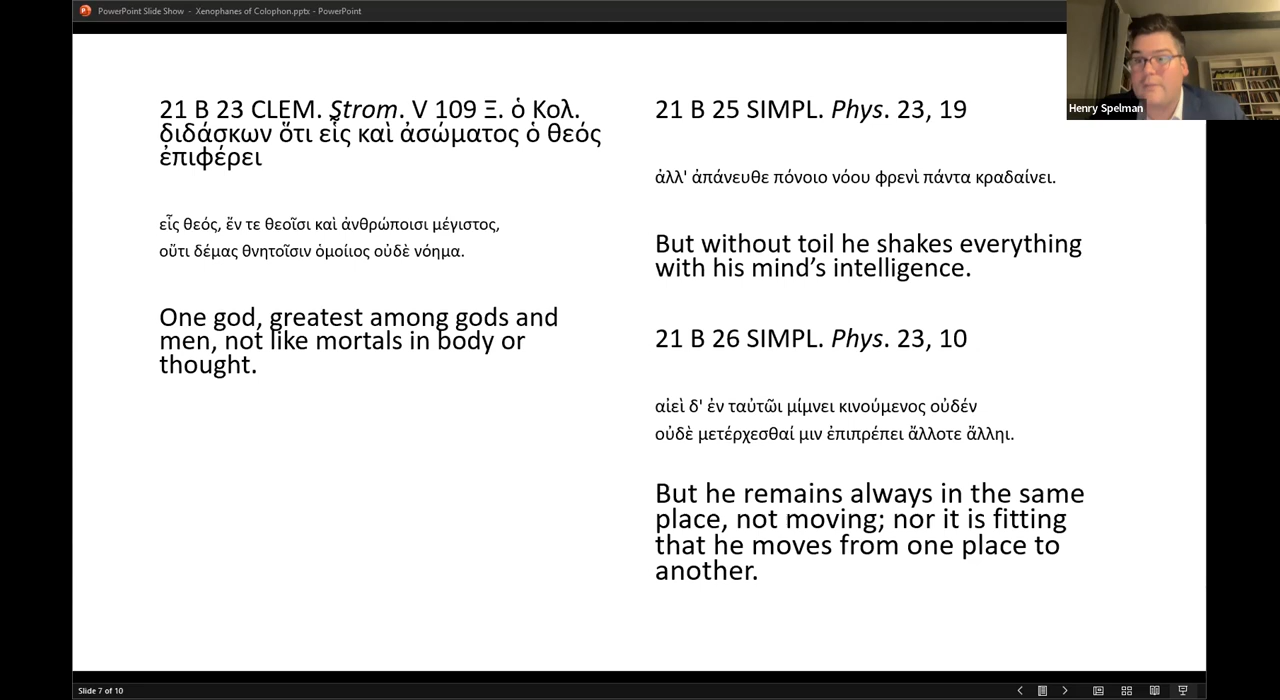 PowerPoint Slide Show - Xenophanes of Colophon.pptx - PowerPoint
Henry Spelman
21 B 23 CLEM. Strom. V 109 Ξ. ὁ Κολ.
διδάσκων ὅτι εἷς καὶ ἀσώματος ὁ θεός
ἐπιφέρει
εἷς θεός, ἔν τε θεοῖσι καὶ ἀνθρώποισι μέγιστος,
οὔτι δέμας θνητοῖσιν ὁμοίιος οὐδὲ νόημα.
One god, greatest among gods and
men, not like mortals in body or
thought.
21 B 25 SIMPL. Phys. 23, 19
ἀλλ' ἀπάνευθε πόνοιο νόου φρενὶ πάντα κραδαίνει.
But without toil he shakes everything
with his mind’s intelligence.
21 B 26 SIMPL. Phys. 23, 10
αἰεὶ δ' ἐν ταὐτῶι μίμνει κινούμενος οὐδέν
οὐδὲ μετέρχεσθαί μιν ἐπιπρέπει ἄλλοτε ἄλληι.
But he remains always in the same
place, not moving; nor it is fitting
that he moves from one place to
another.
Slide 7 of 10